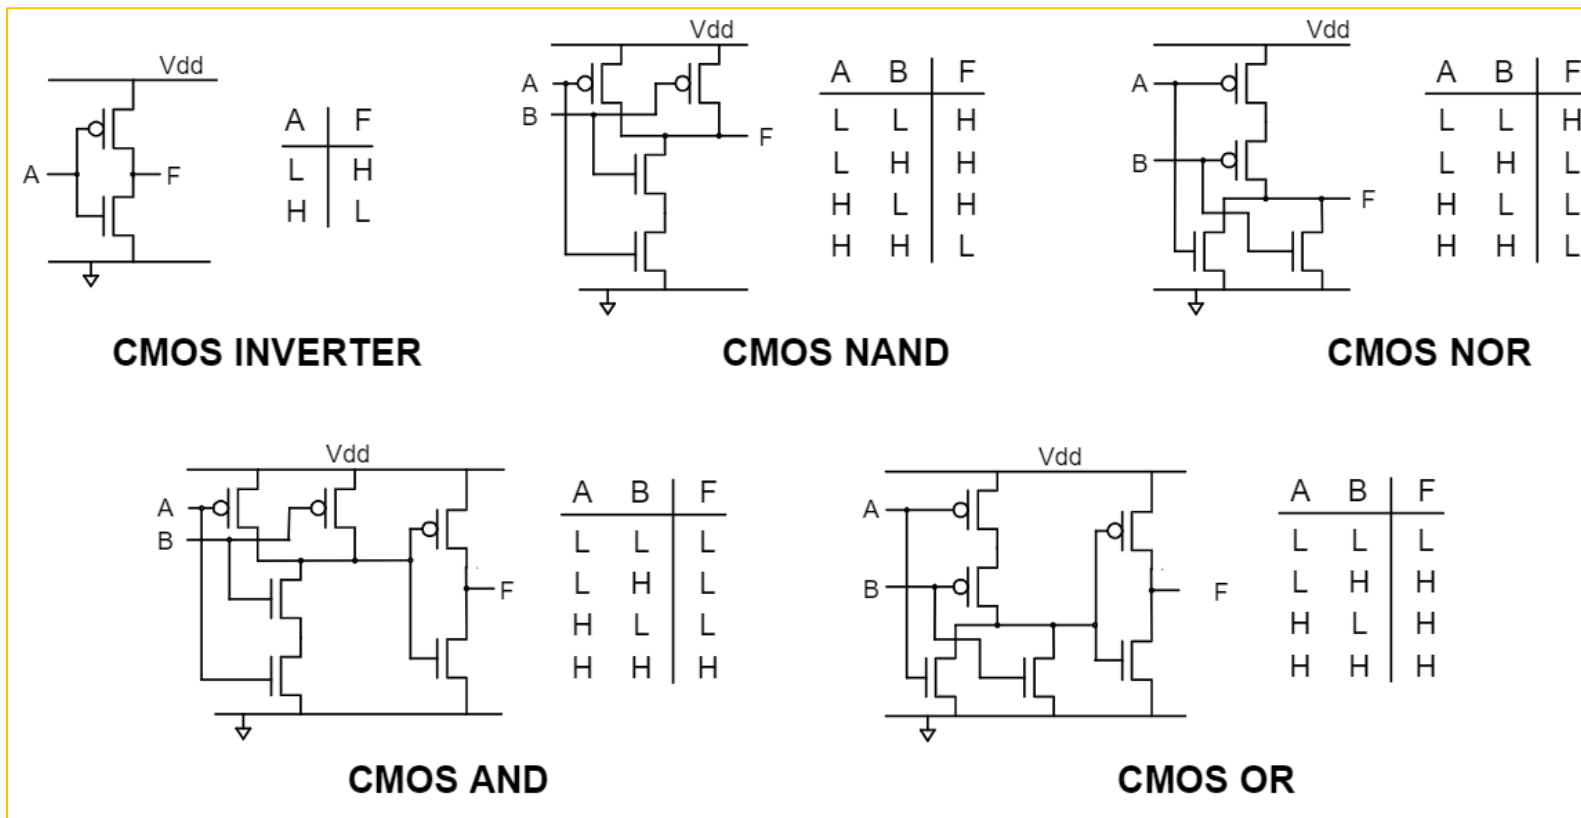 Vdd
A
F
A F
L H
H L
CMOS INVERTER
Vdd
A
B
F
A B F
L L H
L H H
H L H
H H L
CMOS NAND
Vdd
A
B
F
A B F
L L H
L H L
H L L
H H L
CMOS NOR
Vdd
A
B
F
A B F
L L L
L H L
H L L
H H H
CMOS AND
Vdd
A
B
F
A B F
L L L
L H H
H L H
H H H
CMOS OR